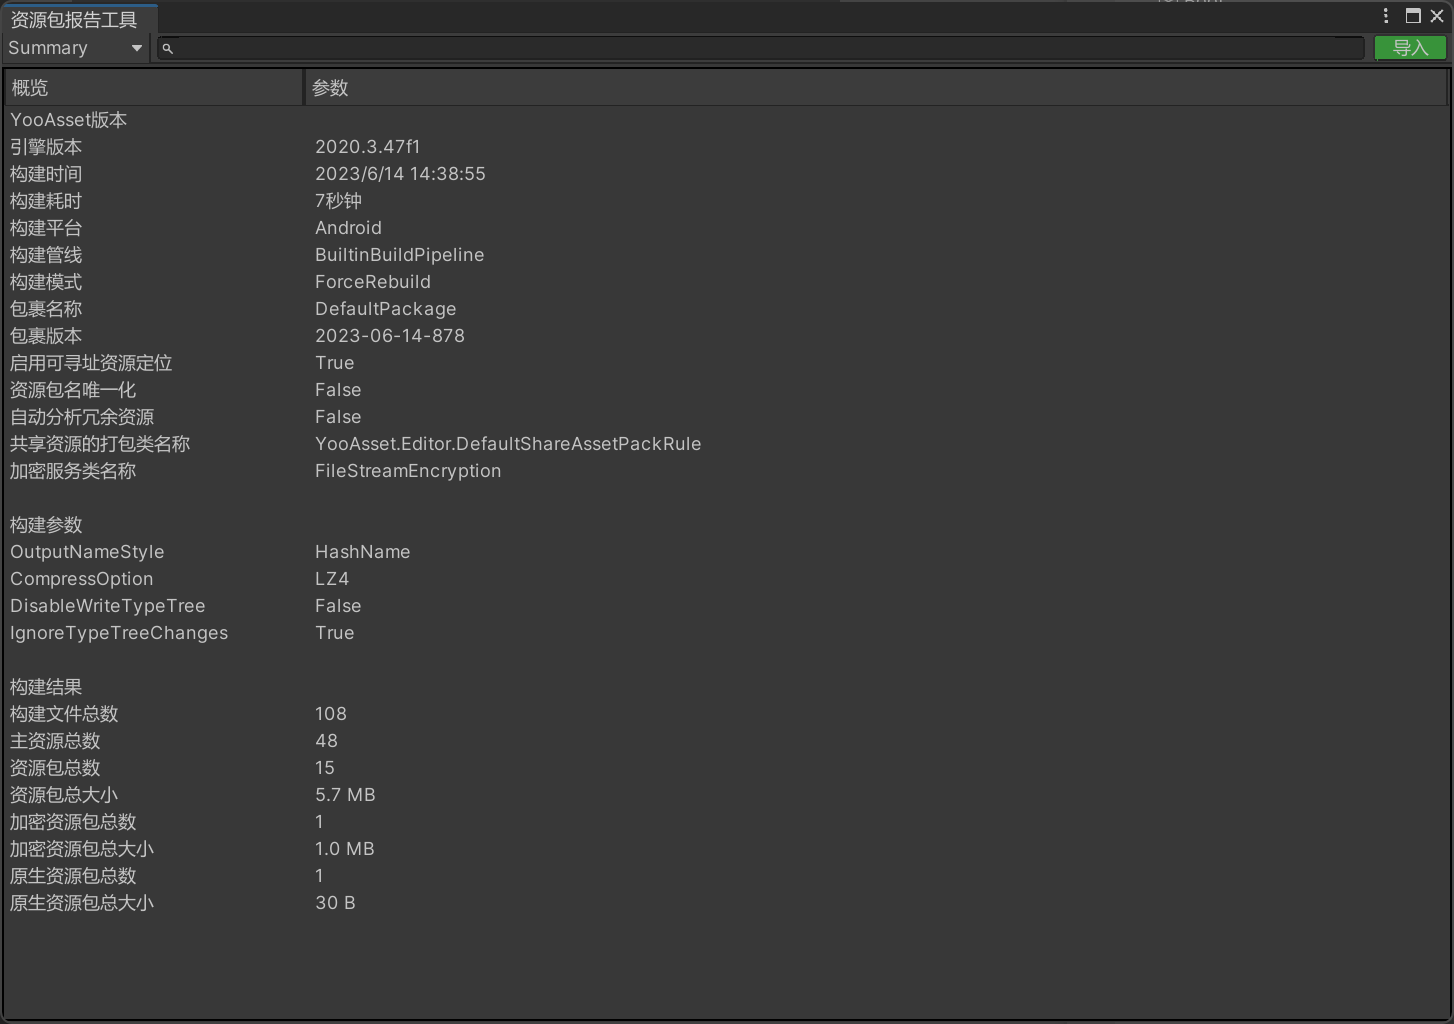 资源包报告工具
Summary
导入
概览 参数
YooAsset版本
引擎版本 2020.3.47f1
构建时间 2023/6/14 14:38:55
构建耗时 7秒钟
构建平台 Android
构建管线 BuiltinBuildPipeline
构建模式 ForceRebuild
包裹名称 DefaultPackage
包裹版本 2023-06-14-878
启用可寻址资源定位 True
资源包名唯一化 False
自动分析冗余资源 False
共享资源的打包类名称 YooAsset.Editor.DefaultShareAssetPackRule
加密服务类名称 FileStreamEncryption
构建参数
OutputNameStyle HashName
CompressOption LZ4
DisableWriteTypeTree False
IgnoreTypeTreeChanges True
构建结果
构建文件总数 108
主资源总数 48
资源包总数 15
资源包总大小 5.7 MB
加密资源包总数 1
加密资源包总大小 1.0 MB
原生资源包总数 1
原生资源包总大小 30 B